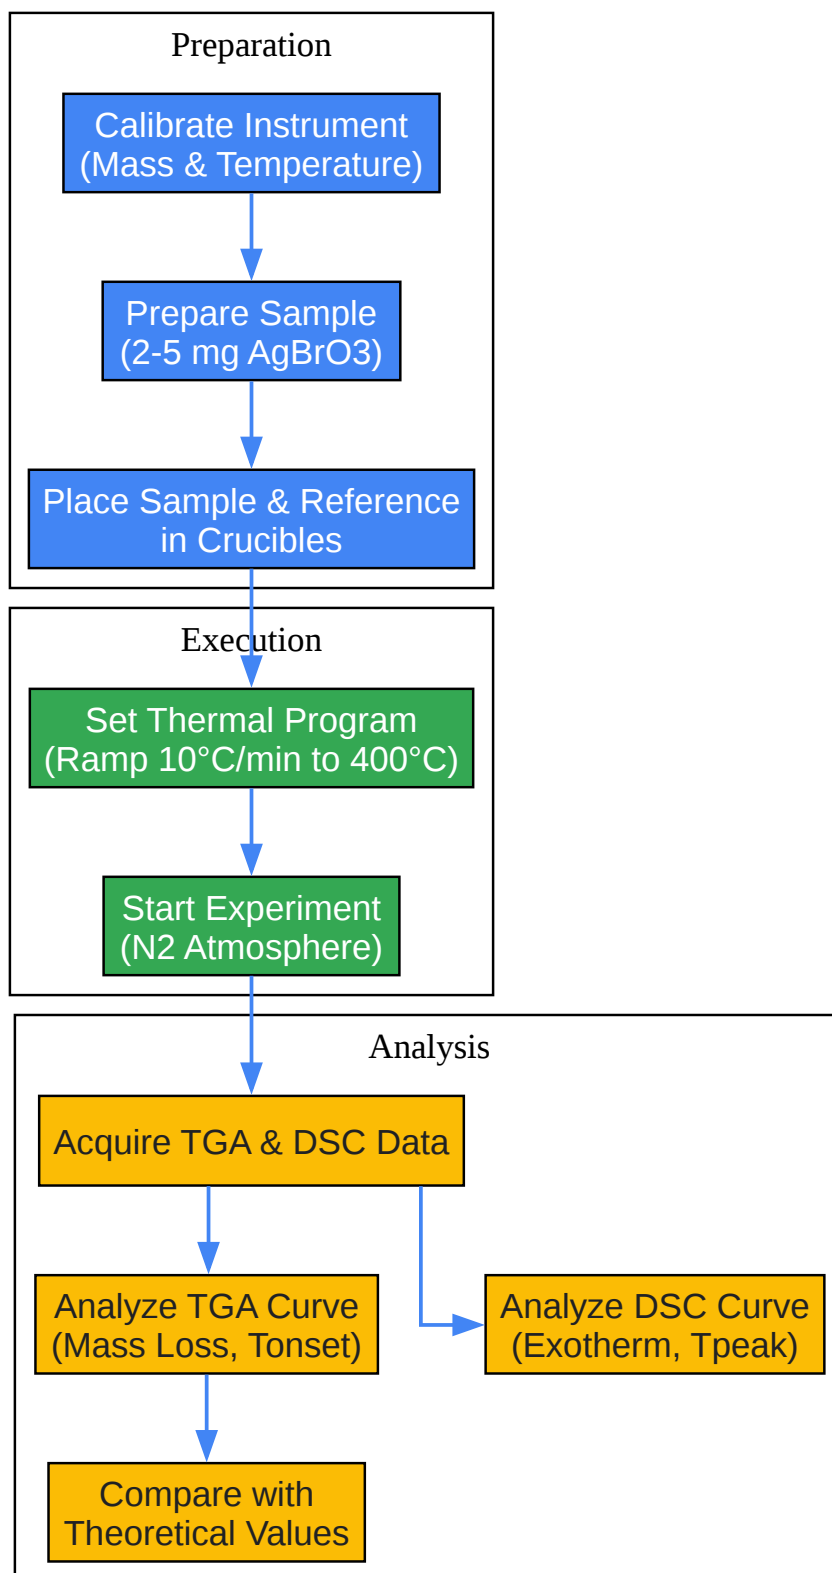 Preparation
Calibrate Instrument
(Mass & Temperature)
Prepare Sample
(2-5 mg AgBrO3)
Place Sample & Reference
in Crucibles
Execution
Set Thermal Program
(Ramp 10°C/min to 400°C)
Start Experiment
(N2 Atmosphere)
Analysis
Acquire TGA & DSC Data
Analyze TGA Curve
(Mass Loss, Tonset)
Analyze DSC Curve
(Exotherm, Tpeak)
Compare with
Theoretical Values